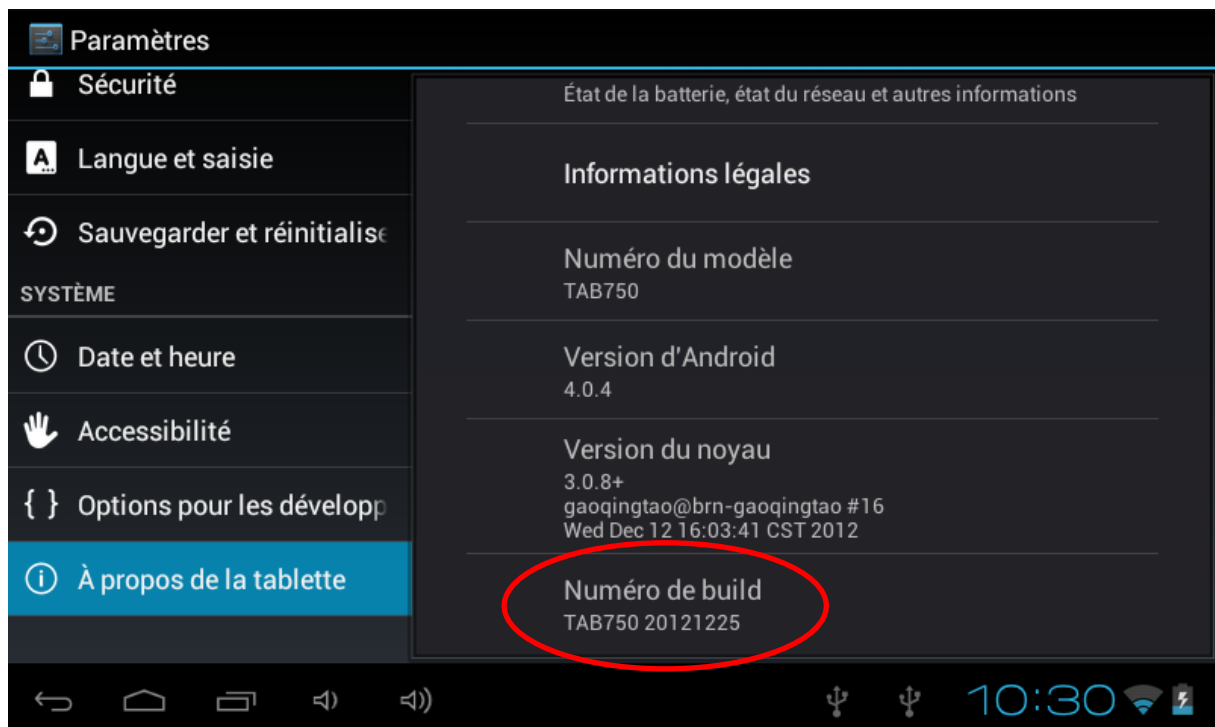 Paramètres
Sécurité
Langue et saisie
Sauvegarder et réinitialise
SYSTÈME
Date et heure
Accessibilité
{ } Options pour les développ
À propos de la tablette
État de la batterie, état du réseau et autres informations
Informations légales
Numéro du modèle
TAB750
Version d'Android
4.0.4
Version du noyau
3.0.8+
gaoqingtao@brn-gaoqingtao #16
Wed Dec 12 16:03:41 CST 2012
Numéro de build
TAB750 20121225
10:30